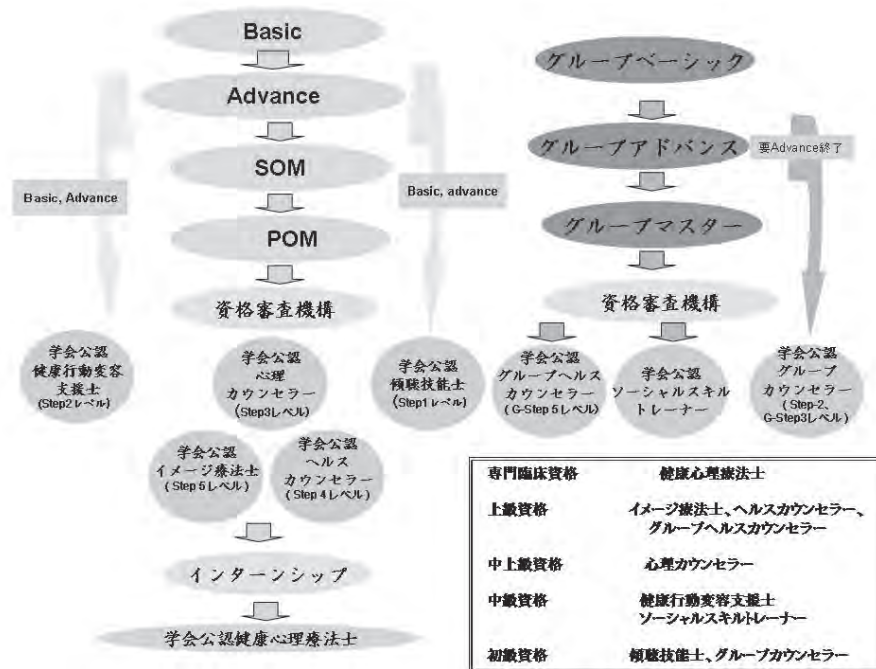 Basic
Advance
SOM
POM
資格審査機構
Basic, Advance
Basic, advance
学会公認
健康行動変容
支援士
(Step2レベル)
学会公認
心理
カウンセラー
(Step3レベル)
学会公認
傾聴技能士
(Step1レベル)
学会公認
イメージ療法士
(Step 5レベル)
学会公認
ヘルス
カウンセラー
(Step 4レベル)
インターンシップ
学会公認健康心理療法士
グループベーシック
グループアドバンス
要Advance終了
グループマスター
資格審査機構
学会公認
グループヘルス
カウンセラー
(G-Step 5レベル)
学会公認
ソーシャルスキル
トレーナー
学会公認
グループ
カウンセラー
(Step-2、
G-Step3レベル)
専門臨床資格 健康心理療法士
上級資格 イメージ療法士、ヘルスカウンセラー、
グループヘルスカウンセラー
中上級資格 心理カウンセラー
中級資格 健康行動変容支援士
ソーシャルスキルトレーナー
初級資格 傾聴技能士、グループカウンセラー